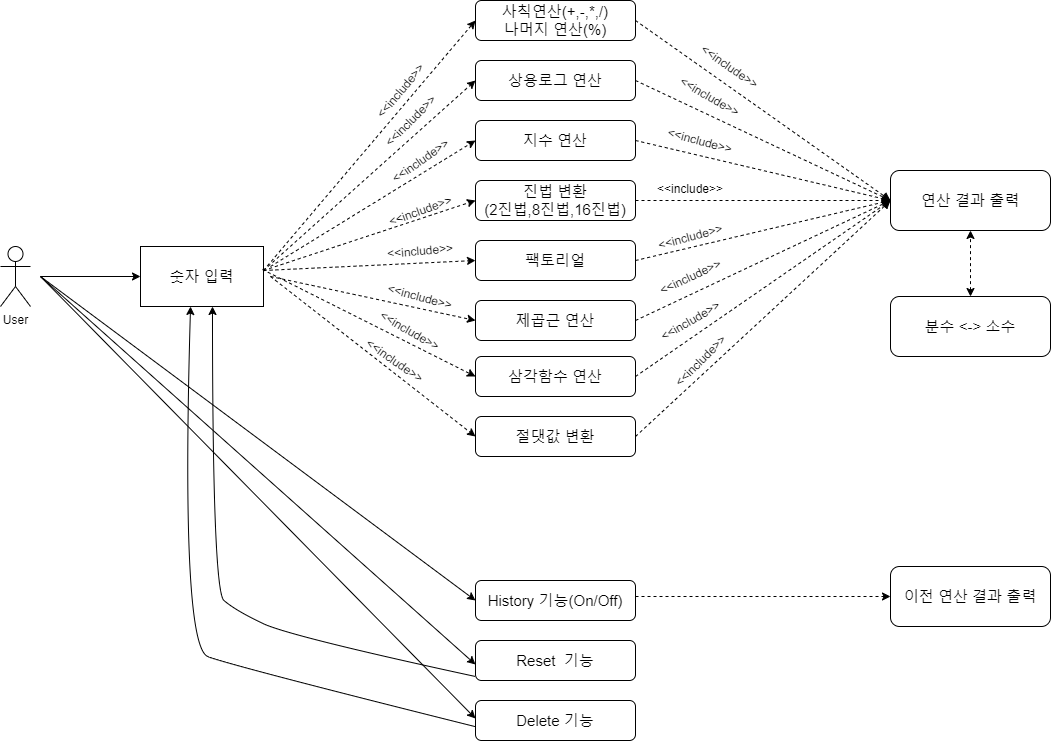 사칙연산(+,-,*,/)
나머지 연산(%)
<<include>>
<<include>>
상용로그 연산
<<include>>
<<include>>
지수 연산
<<include>>
<<include>>
진법 변환
(2진법,8진법,16진법)
<<include>>
<<include>>
연산 결과 출력
숫자 입력
<<include>>
팩토리얼
<<include>>
<<include>>
제곱근 연산
<<include>>
분수 <-> 소수
User
<<include>>
삼각함수 연산
<<include>>
<<include>>
절댓값 변환
<<include>>
History 기능(On/Off)
이전 연산 결과 출력
Reset 기능
Delete 기능